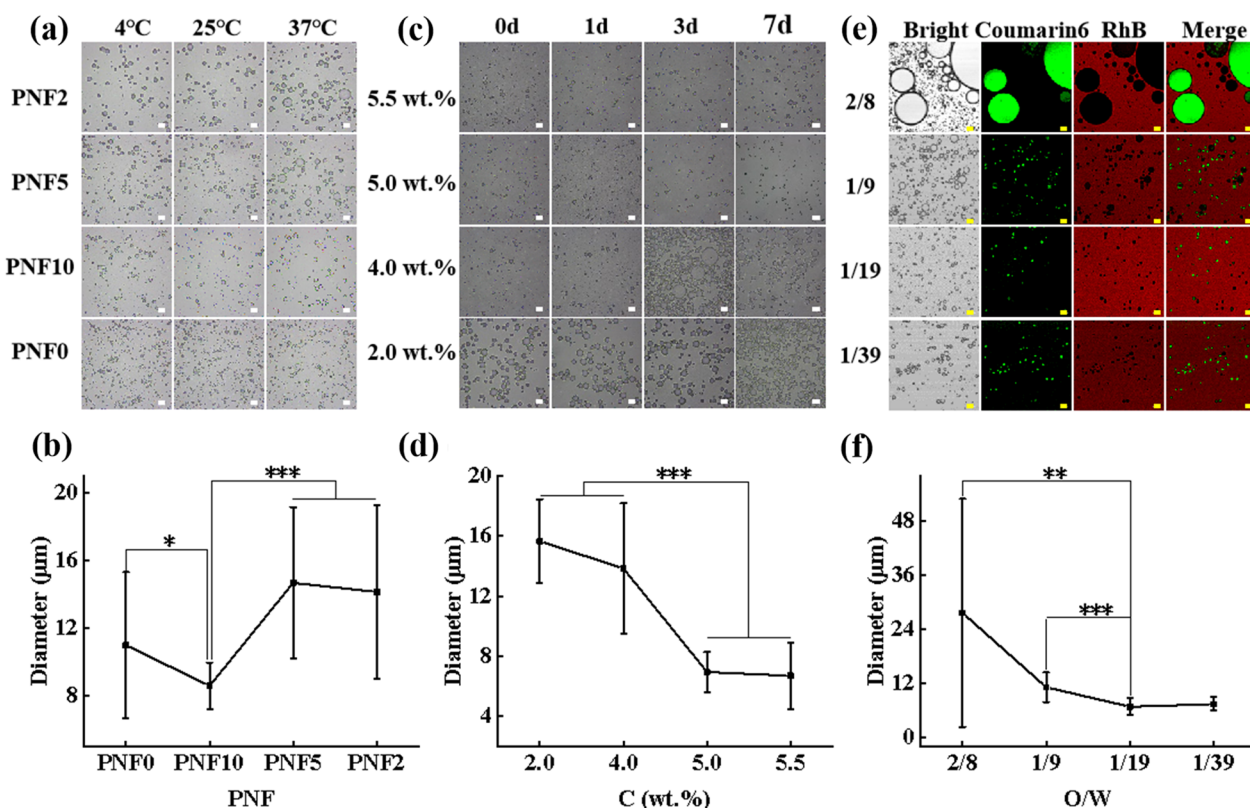 (a)
4°C 25°C 37°C
PNF2
PNF5
PNF10
PNF0
(c)
0d 1d 3d 7d
5.5 wt.%
5.0 wt.%
4.0 wt.%
2.0 wt.%
(e)
Bright Coumarin6 RhB Merge
2/8
1/9
1/19
1/39
(b)
Diameter (μm)
20
16
12
8
*
***
PNF0 PNF10 PNF5 PNF2
PNF
(d)
Diameter (μm)
20
16
12
8
4
***
2.0 4.0 5.0 5.5
C (wt.%)
(f)
Diameter (μm)
48
36
24
12
0
**
***
2/8 1/9 1/19 1/39
O/W